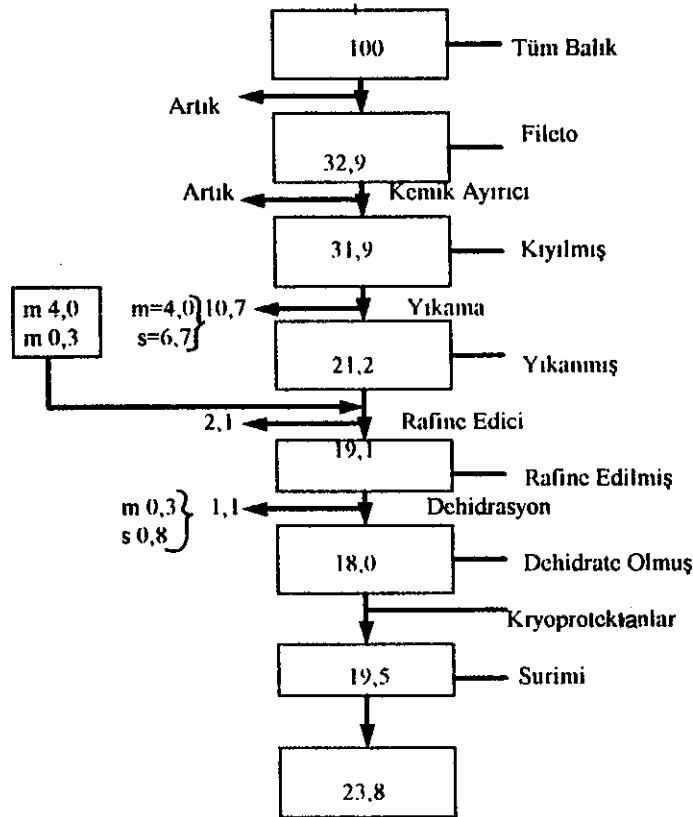 100
Tüm Balık
Artık
Fileto
32,9
Artık
Kemik Ayırıcı
31,9
Kıyılmış
m 4,0
m 0,3
m=4,0
s=6,7
10,7
Yıkama
21,2
Yıkanmış
2,1
Rafine Edici
19,1
Rafine Edilmiş
m 0,3
s 0,8
1,1
Dehidrasyon
18,0
Dehidrate Olmuş
Kryoprotektanlar
19,5
Surimi
23,8